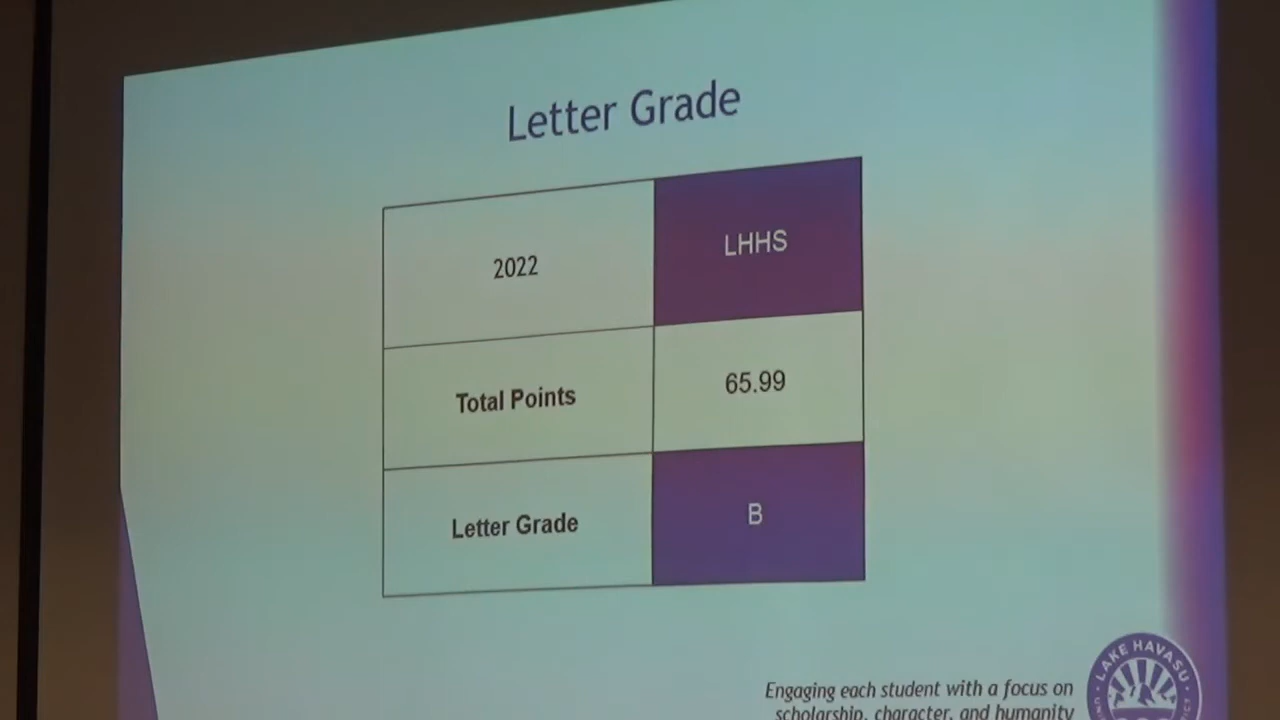 Letter Grade
2022
LHHS
Total Points
65.99
Letter Grade
B
Engaging each student with a focus on
scholarship, character, and humanity
LAKE HAVASU